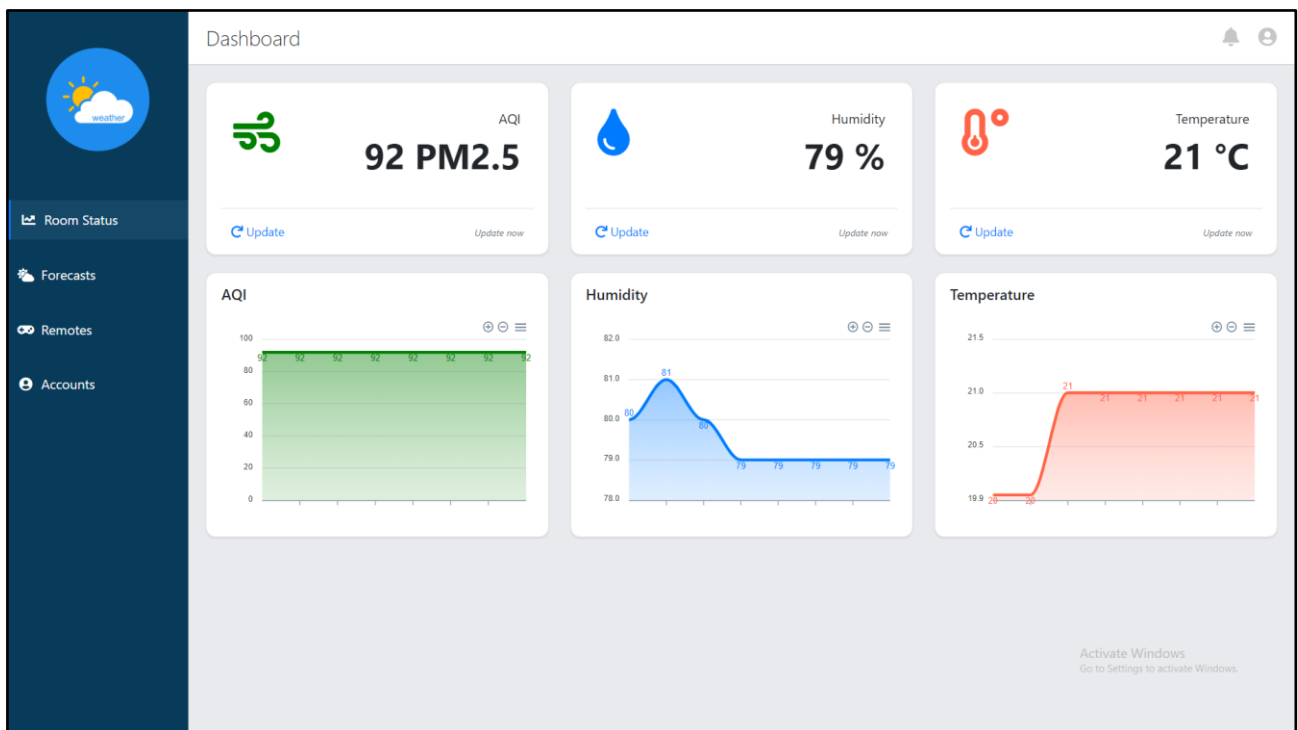 Dashboard
weather
Room Status
Forecasts
Remotes
Accounts
AQI
92 PM2.5
Update
Update now
Humidity
79 %
Update
Update now
Temperature
21 °C
Update
Update now
AQI
100
80
60
40
20
0
92 92 92 92 92 92 92 92
Humidity
82.0
81.0
80.0
79.0
78.0
80 81 80 79 79 79 79 79
Temperature
21.5
21.0
20.5
19.9
20 20 21 21 21 21 21 21
Activate Windows
Go to Settings to activate Windows.